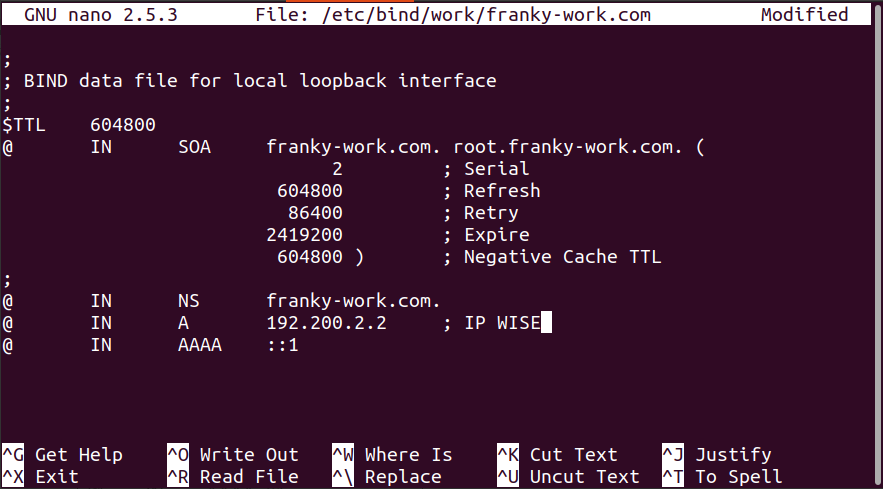 GNU nano 2.5.3 File: /etc/bind/work/franky-work.com Modified
;
; BIND data file for local loopback interface
;
$TTL 604800
@ IN SOA franky-work.com. root.franky-work.com. (
2 ; Serial
604800 ; Refresh
86400 ; Retry
2419200 ; Expire
604800 ) ; Negative Cache TTL
;
@ IN NS franky-work.com.
@ IN A 192.200.2.2 ; IP WISE
@ IN AAAA ::1
^G Get Help ^O Write Out ^W Where Is ^K Cut Text ^J Justify
^X Exit ^R Read File ^\ Replace ^U Uncut Text ^T To Spell